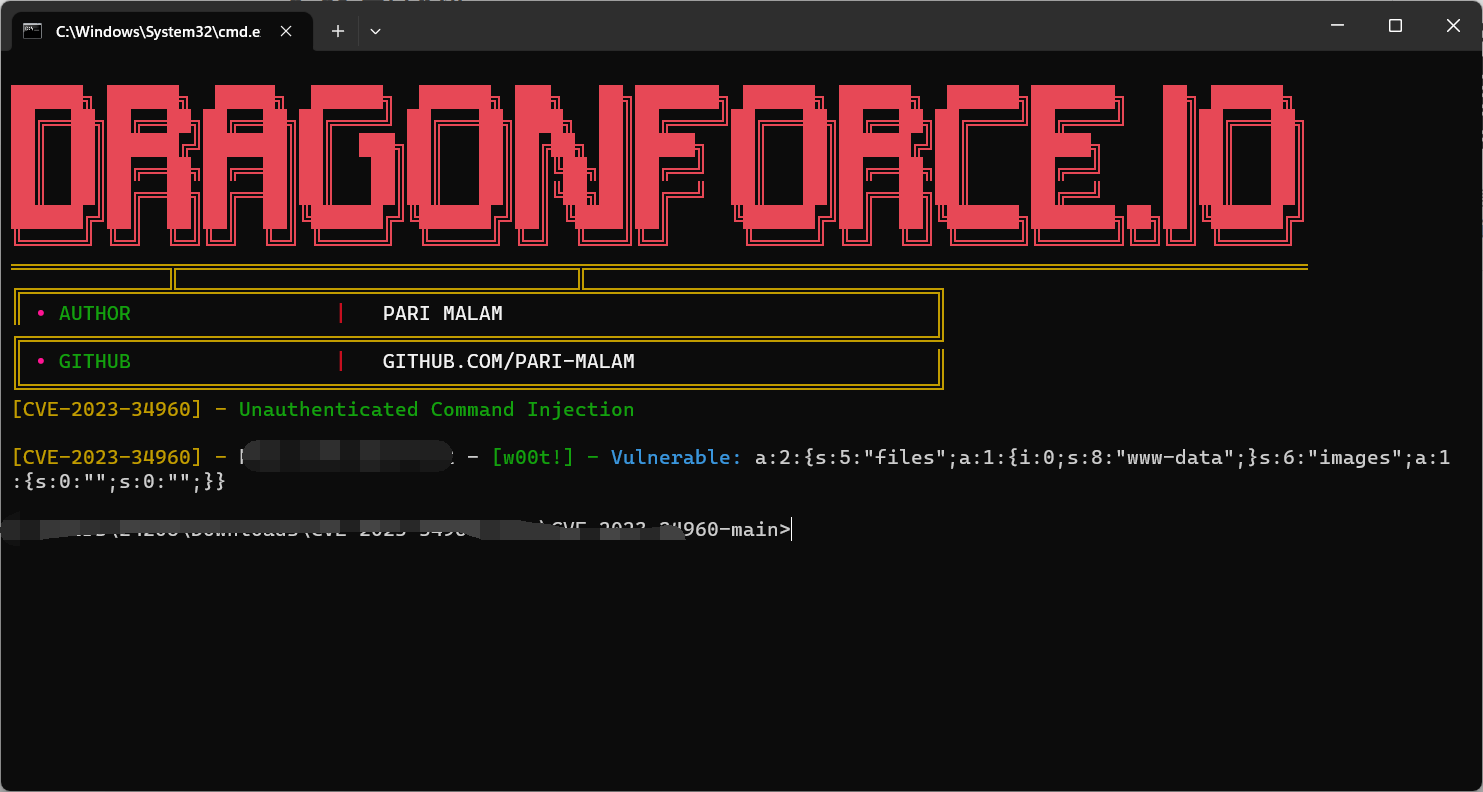 C:\Windows\System32\cmd.e
DRAGONFORCE.IO
• AUTHOR | PARI MALAM
• GITHUB | GITHUB.COM/PARI-MALAM
[CVE-2023-34960] - Unauthenticated Command Injection
[CVE-2023-34960] - - [w00t!] - Vulnerable: a:2:{s:5:"files";a:1:{i:0;s:8:"www-data";}s:6:"images";a:1
:{s:0:"";s:0:"";}}
\CVE-2023-34960-main>